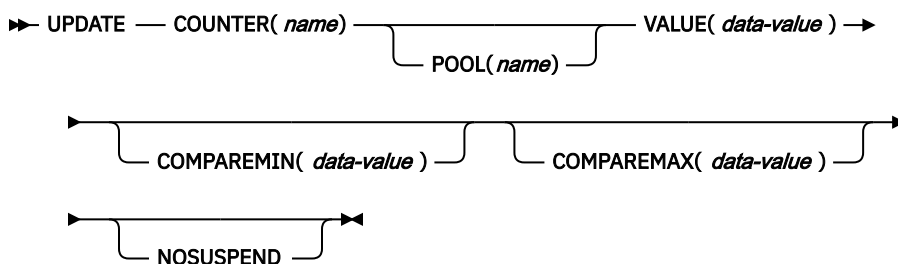 UPDATE COUNTER( name) VALUE( data-value )
POOL(name)
COMPAREMIN( data-value ) COMPAREMAX( data-value )
NOSUSPEND